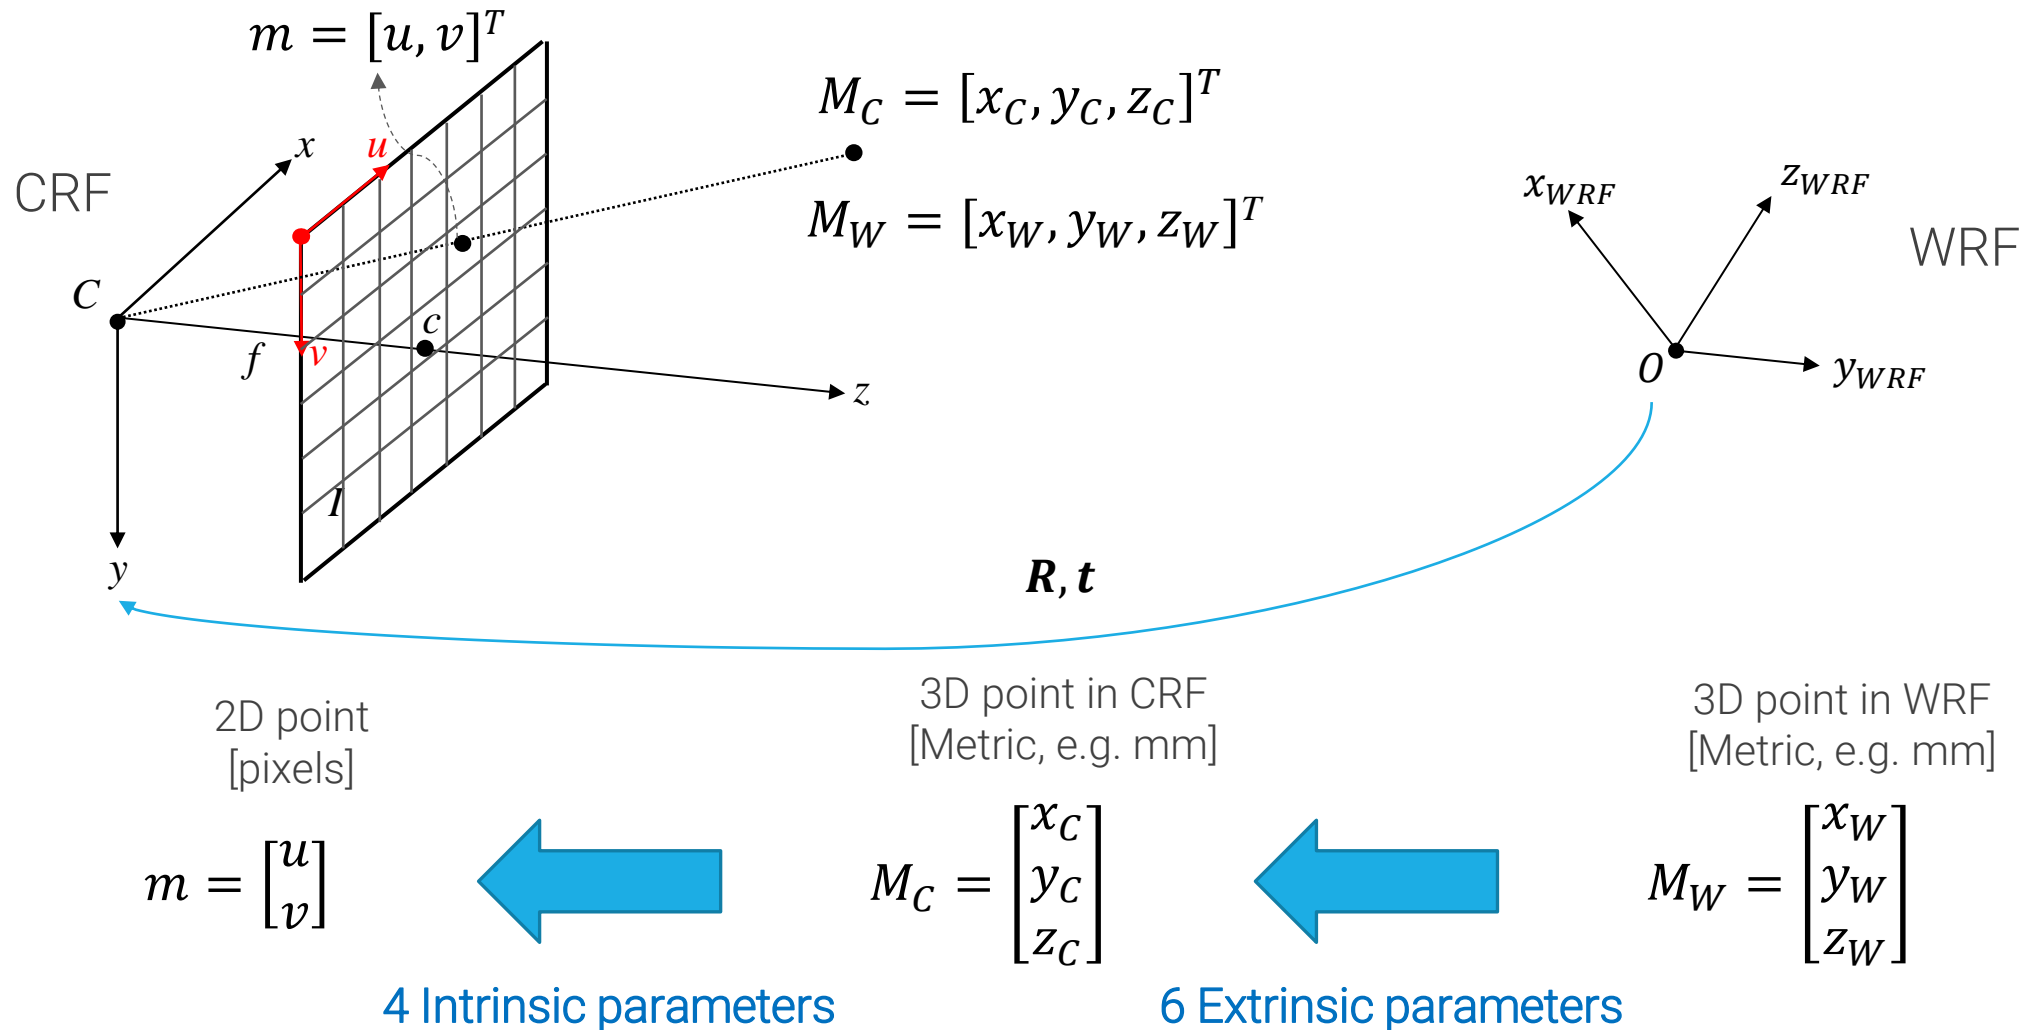 m = [u, v]^T
M_C = [x_C, y_C, z_C]^T
x
u
CRF
z_WRF
x_WRF
M_W = [x_W, y_W, z_W]^T
WRF
C
c
f
v
O
y_WRF
z
I
y
R, t
2D point
[pixels]
3D point in CRF
[Metric, e.g. mm]
3D point in WRF
[Metric, e.g. mm]
m = [u
v]
M_C = [x_C
y_C
z_C]
M_W = [x_W
y_W
z_W]
4 Intrinsic parameters
6 Extrinsic parameters